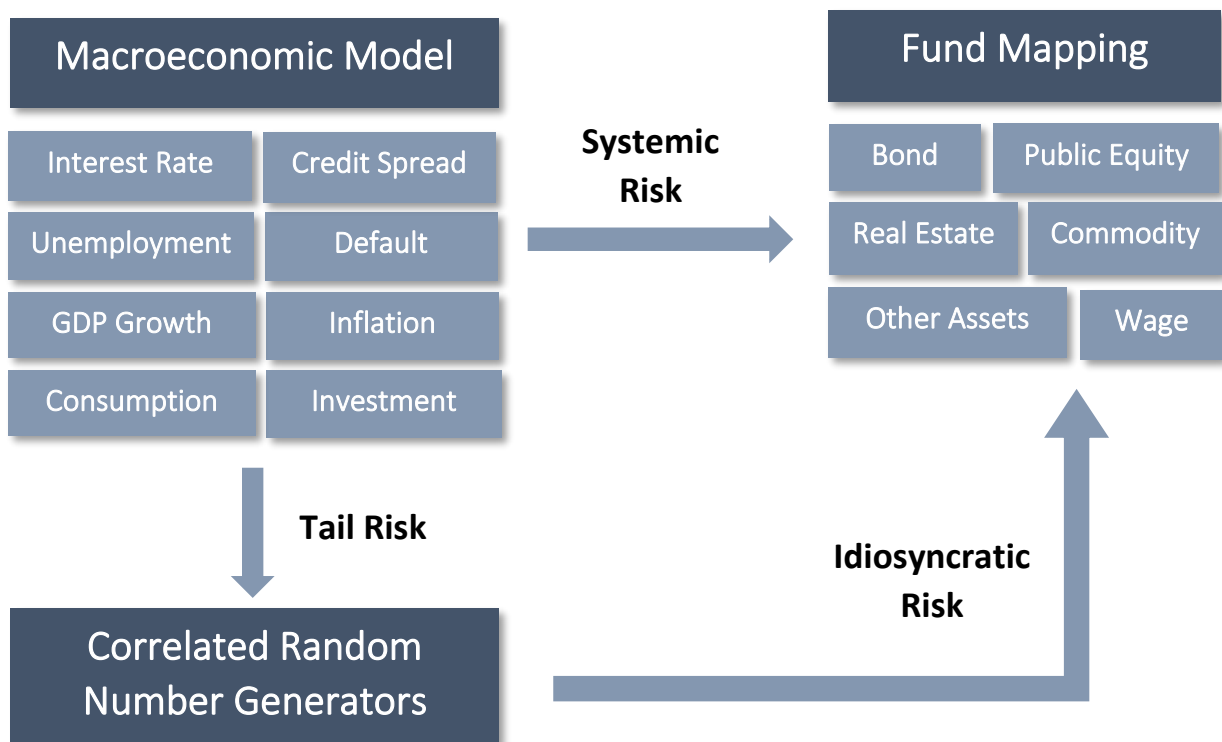 Macroeconomic Model
Interest Rate
Credit Spread
Unemployment
Default
GDP Growth
Inflation
Consumption
Investment
Systemic
Risk
Fund Mapping
Bond
Public Equity
Real Estate
Commodity
Other Assets
Wage
Tail Risk
Idiosyncratic
Risk
Correlated Random
Number Generators